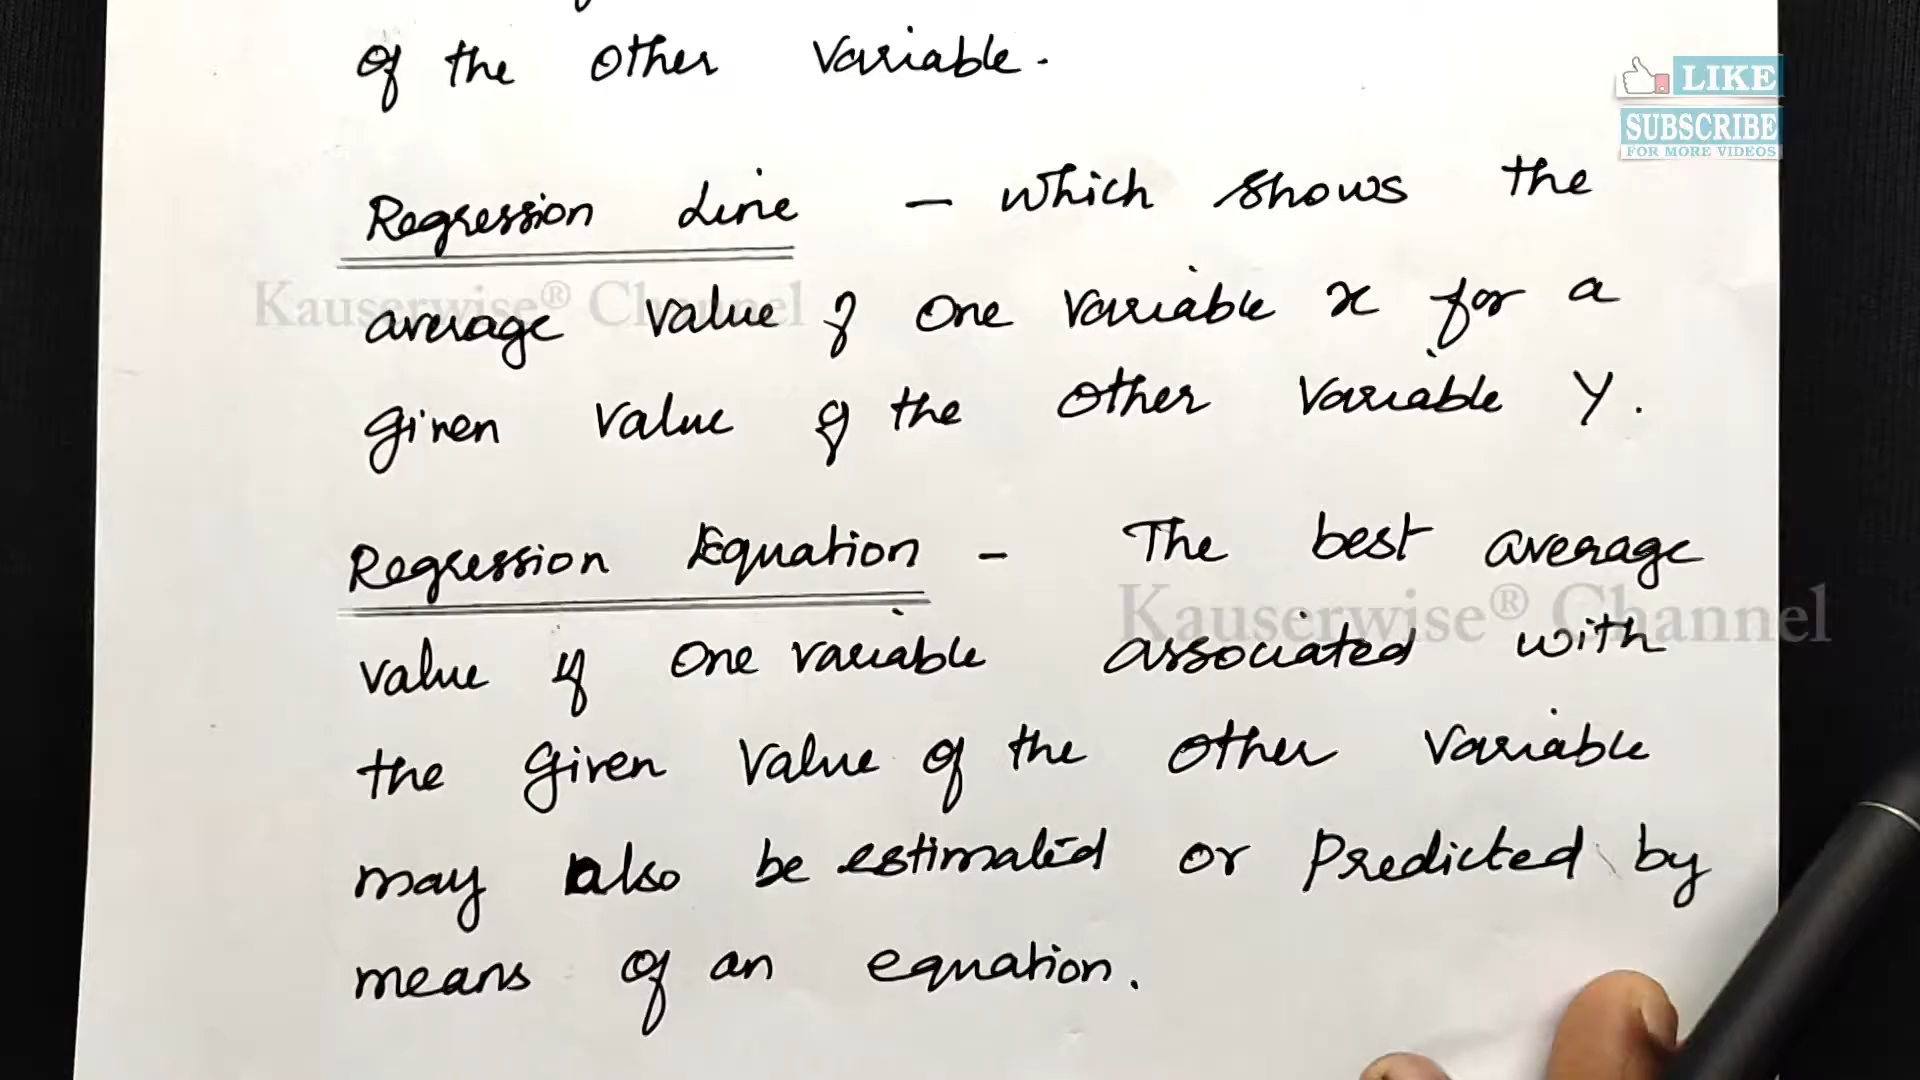 of the other variable.
LIKE
SUBSCRIBE
FOR MORE VIDEOS
Regression Line – which shows the
Kauserwise® Channel
average value of one variable x for a
given value of the other variable Y.
Regression Equation – The best average
Kauserwise® Channel
value of one variable associated with
the given value of the other variable
may also be estimated or predicted by
means of an equation.